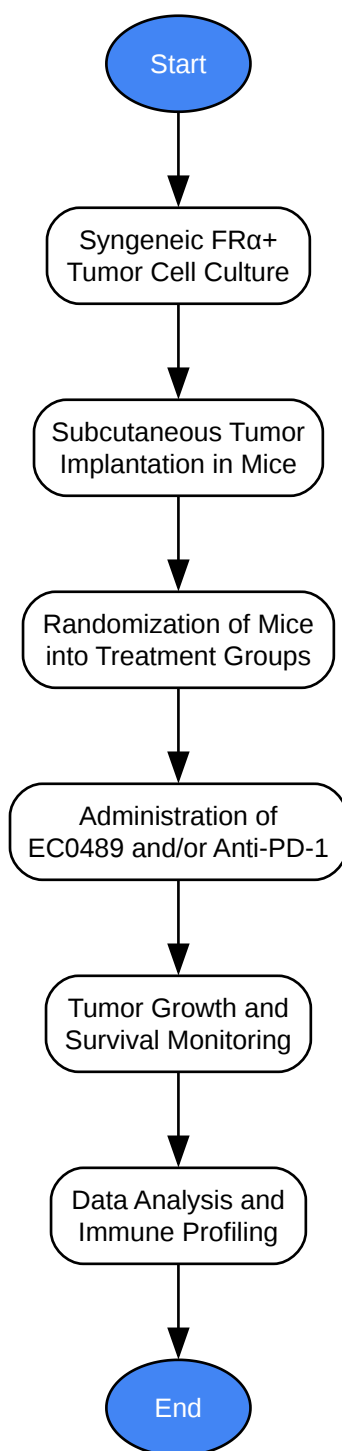 Start
Syngeneic FRα+
Tumor Cell Culture
Subcutaneous Tumor
Implantation in Mice
Randomization of Mice
into Treatment Groups
Administration of
EC0489 and/or Anti-PD-1
Tumor Growth and
Survival Monitoring
Data Analysis and
Immune Profiling
End